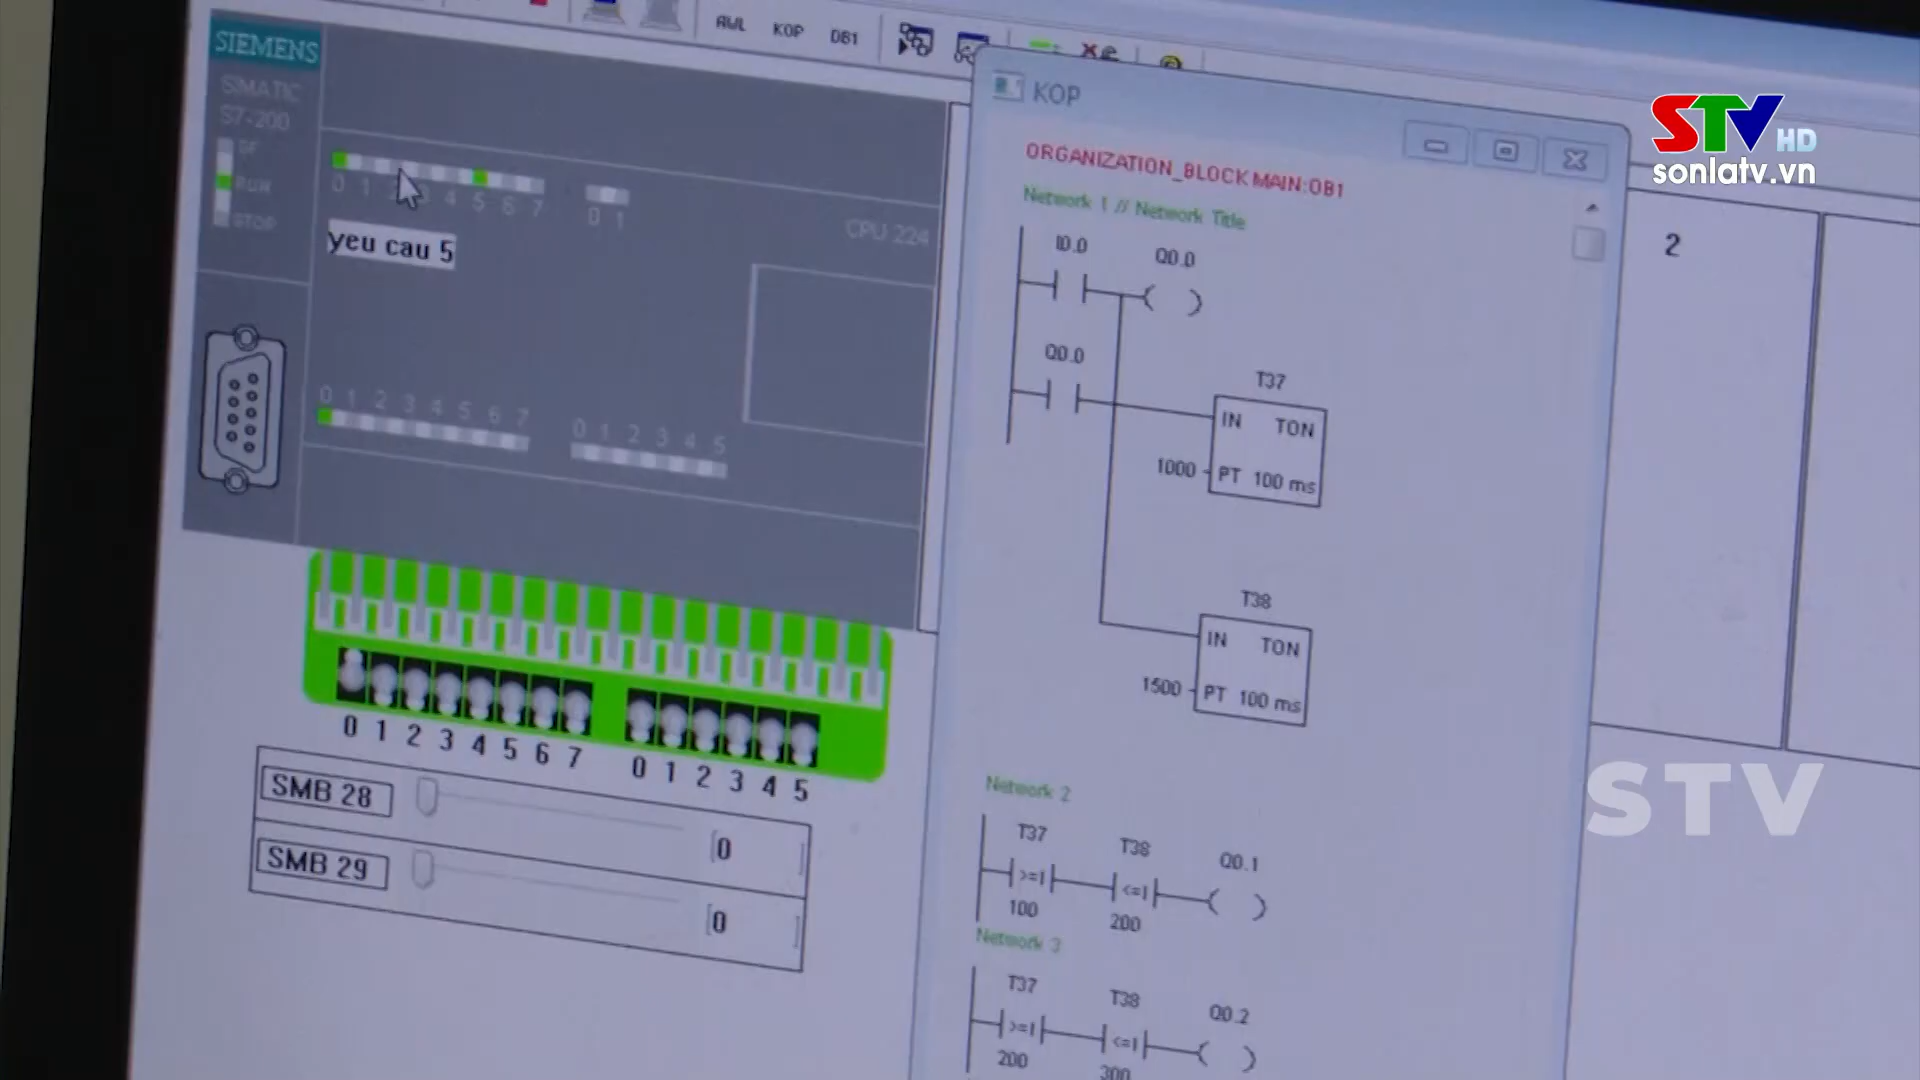 AWL KOP DB1
SIEMENS
SIMATIC
S7-200
SF
RUN
STOP
0 1 2 3 4 5 6 7 0 1
CPU 224
yeu cau 5
0 1 2 3 4 5 6 7 0 1 2 3 4 5
0 1 2 3 4 5 6 7 0 1 2 3 4 5
SMB 28 0
SMB 29 0
KOP
ORGANIZATION_BLOCK MAIN:OB1
Network 1 // Network Title
I0.0 Q0.0
Q0.0
T37
IN TON
1000 PT 100 ms
T38
IN TON
1500 PT 100 ms
Network 2
T37 T38 Q0.1
>=I <=I
100 200
Network 3
T37 T38 Q0.2
>=I <=I
200 300
2
STV HD
sonlatv.vn
STV